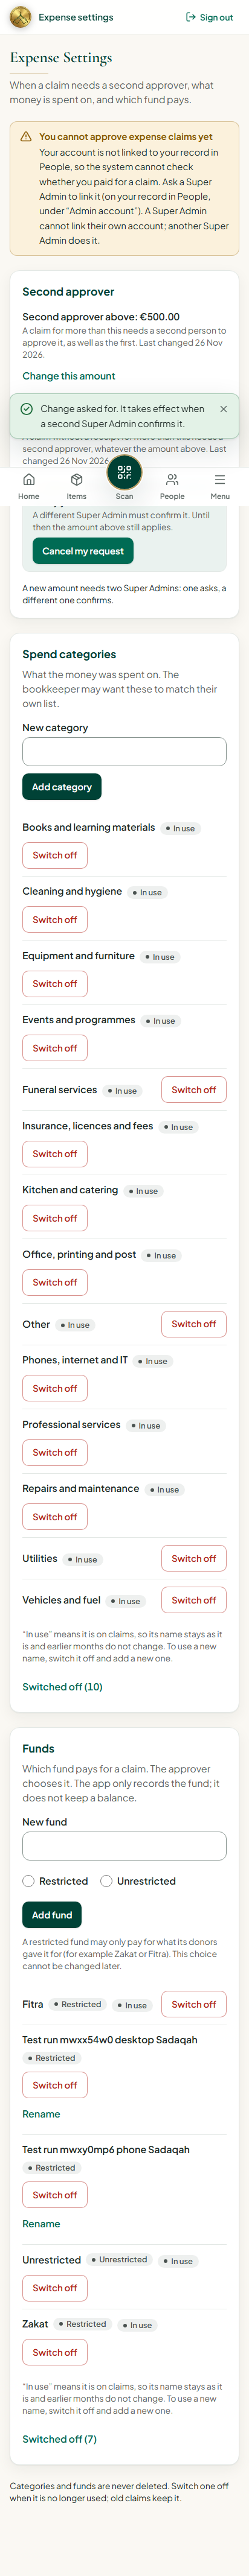 Expense settings
Sign out
Expense Settings
When a claim needs a second approver, what
money is spent on, and which fund pays.
You cannot approve expense claims yet
Your account is not linked to your record in
People, so the system cannot check
whether you paid for a claim. Ask a Super
Admin to link it (on your record in People,
under "Admin account"). A Super Admin
cannot link their own account; another Super
Admin does it.
Second approver
Second approver above: €500.00
A claim for more than this needs a second person to
approve it, as well as the first. Last changed 26 Nov
2026.
Change this amount
Change asked for. It takes effect when
a second Super Admin confirms it.
second approver, whatever the amount above. Last
changed 26 Nov 2026
Home
Items
Scan
People
Menu
A different Super Admin must confirm it. Until
then the amount above still applies.
Cancel my request
A new amount needs two Super Admins: one asks, a
different one confirms.
Spend categories
What the money was spent on. The
bookkeeper may want these to match their
own list.
New category
Add category
Books and learning materials In use
Switch off
Cleaning and hygiene In use
Switch off
Equipment and furniture In use
Switch off
Events and programmes In use
Switch off
Funeral services In use Switch off
Insurance, licences and fees In use
Switch off
Kitchen and catering In use
Switch off
Office, printing and post In use
Switch off
Other In use Switch off
Phones, internet and IT In use
Switch off
Professional services In use
Switch off
Repairs and maintenance In use
Switch off
Utilities In use Switch off
Vehicles and fuel In use Switch off
"In use" means it is on claims, so its name stays as it
is and earlier months do not change. To use a new
name, switch it off and add a new one.
Switched off (10)
Funds
Which fund pays for a claim. The approver
chooses it. The app only records the fund; it
does not keep a balance.
New fund
Restricted Unrestricted
Add fund
A restricted fund may only pay for what its donors
gave it for (for example Zakat or Fitra). This choice
cannot be changed later.
Fitra Restricted In use Switch off
Test run mwxx54w0 desktop Sadaqah
Restricted
Switch off
Rename
Test run mwxy0mp6 phone Sadaqah
Restricted
Switch off
Rename
Unrestricted Unrestricted In use
Switch off
Zakat Restricted In use
Switch off
"In use" means it is on claims, so its name stays as it
is and earlier months do not change. To use a new
name, switch it off and add a new one.
Switched off (7)
Categories and funds are never deleted. Switch one off
when it is no longer used; old claims keep it.